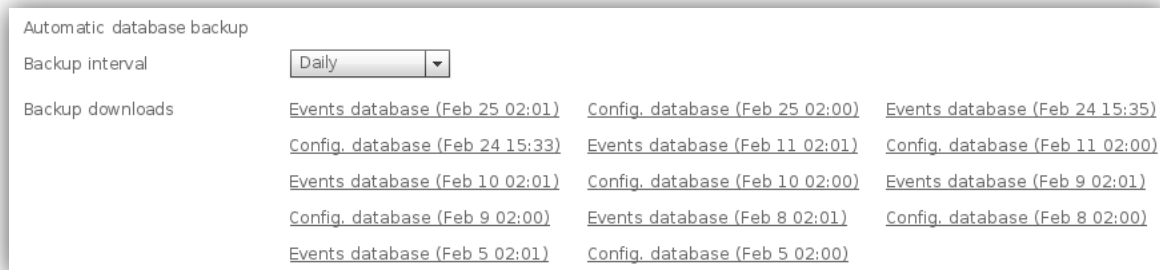 Automatic database backup
Backup interval Daily
Backup downloads Events database (Feb 25 02:01) Config. database (Feb 25 02:00) Events database (Feb 24 15:35)
Config. database (Feb 24 15:33) Events database (Feb 11 02:01) Config. database (Feb 11 02:00)
Events database (Feb 10 02:01) Config. database (Feb 10 02:00) Events database (Feb 9 02:01)
Config. database (Feb 9 02:00) Events database (Feb 8 02:01) Config. database (Feb 8 02:00)
Events database (Feb 5 02:01) Config. database (Feb 5 02:00)